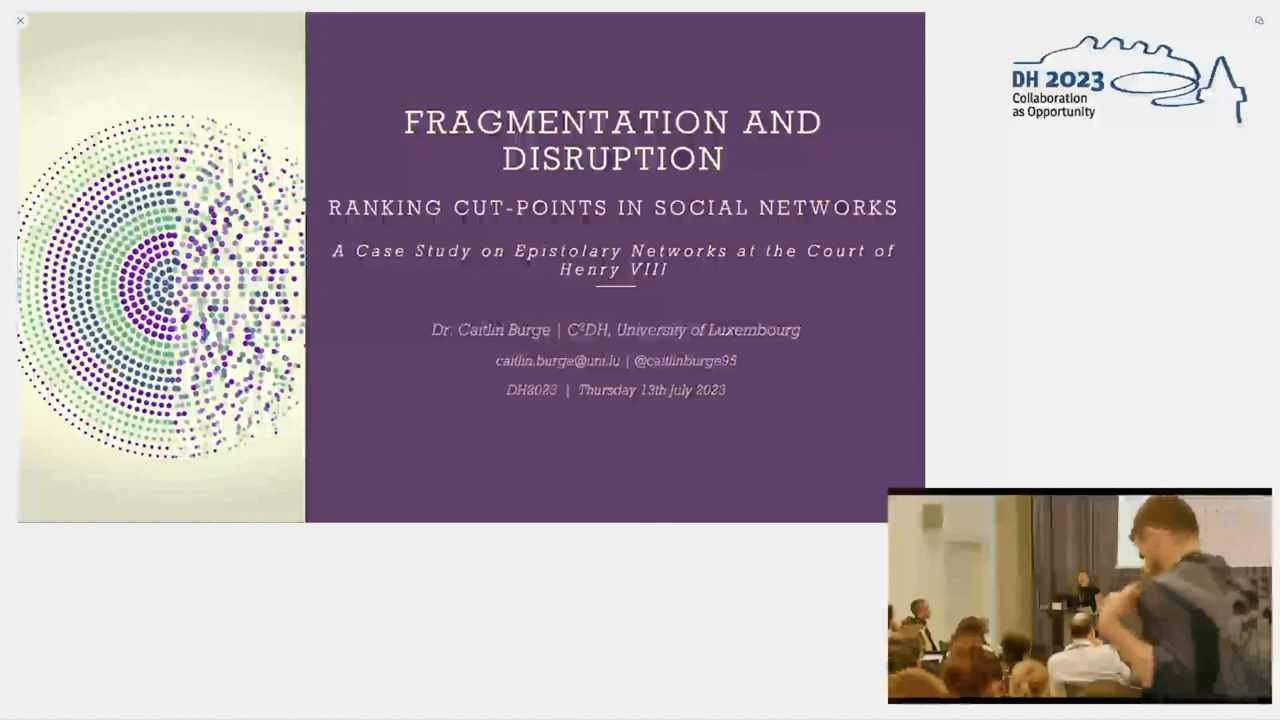 FRAGMENTATION AND
DISRUPTION
RANKING CUT-POINTS IN SOCIAL NETWORKS
A Case Study on Epistolary Networks at the Court of
Henry VIII
Dr. Caitlin Burge | C²DH, University of Luxembourg
caitlin.burge@uni.lu | @caitlinburge95
DH2023 | Thursday 13th July 2023
DH 2023
Collaboration
as Opportunity